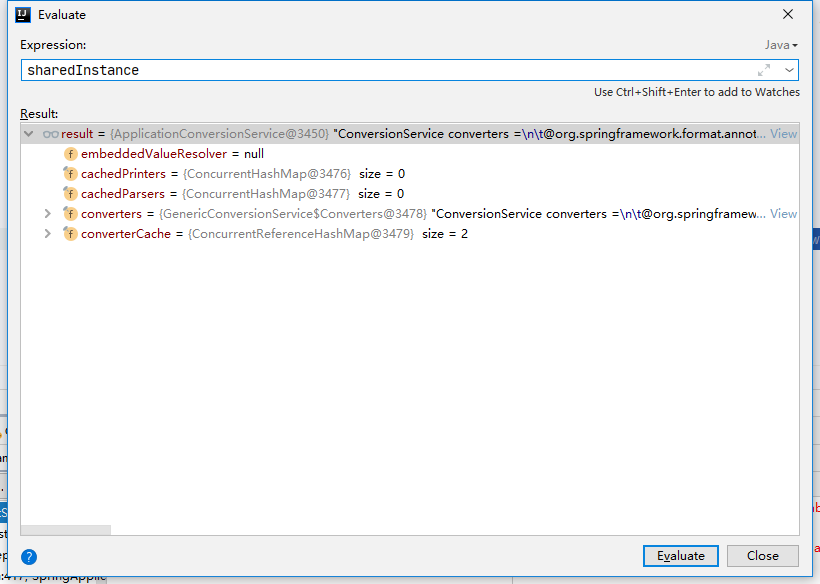 Evaluate
Expression:
Java
sharedInstance
Use Ctrl+Shift+Enter to add to Watches
Result:
result = {ApplicationConversionService@3450} "ConversionService converters =\n\t@org.springframework.format.annot... View
embeddedValueResolver = null
cachedPrinters = {ConcurrentHashMap@3476} size = 0
cachedParsers = {ConcurrentHashMap@3477} size = 0
converters = {GenericConversionService$Converters@3478} "ConversionService converters =\n\t@org.springframew... View
converterCache = {ConcurrentReferenceHashMap@3479} size = 2
Evaluate
Close